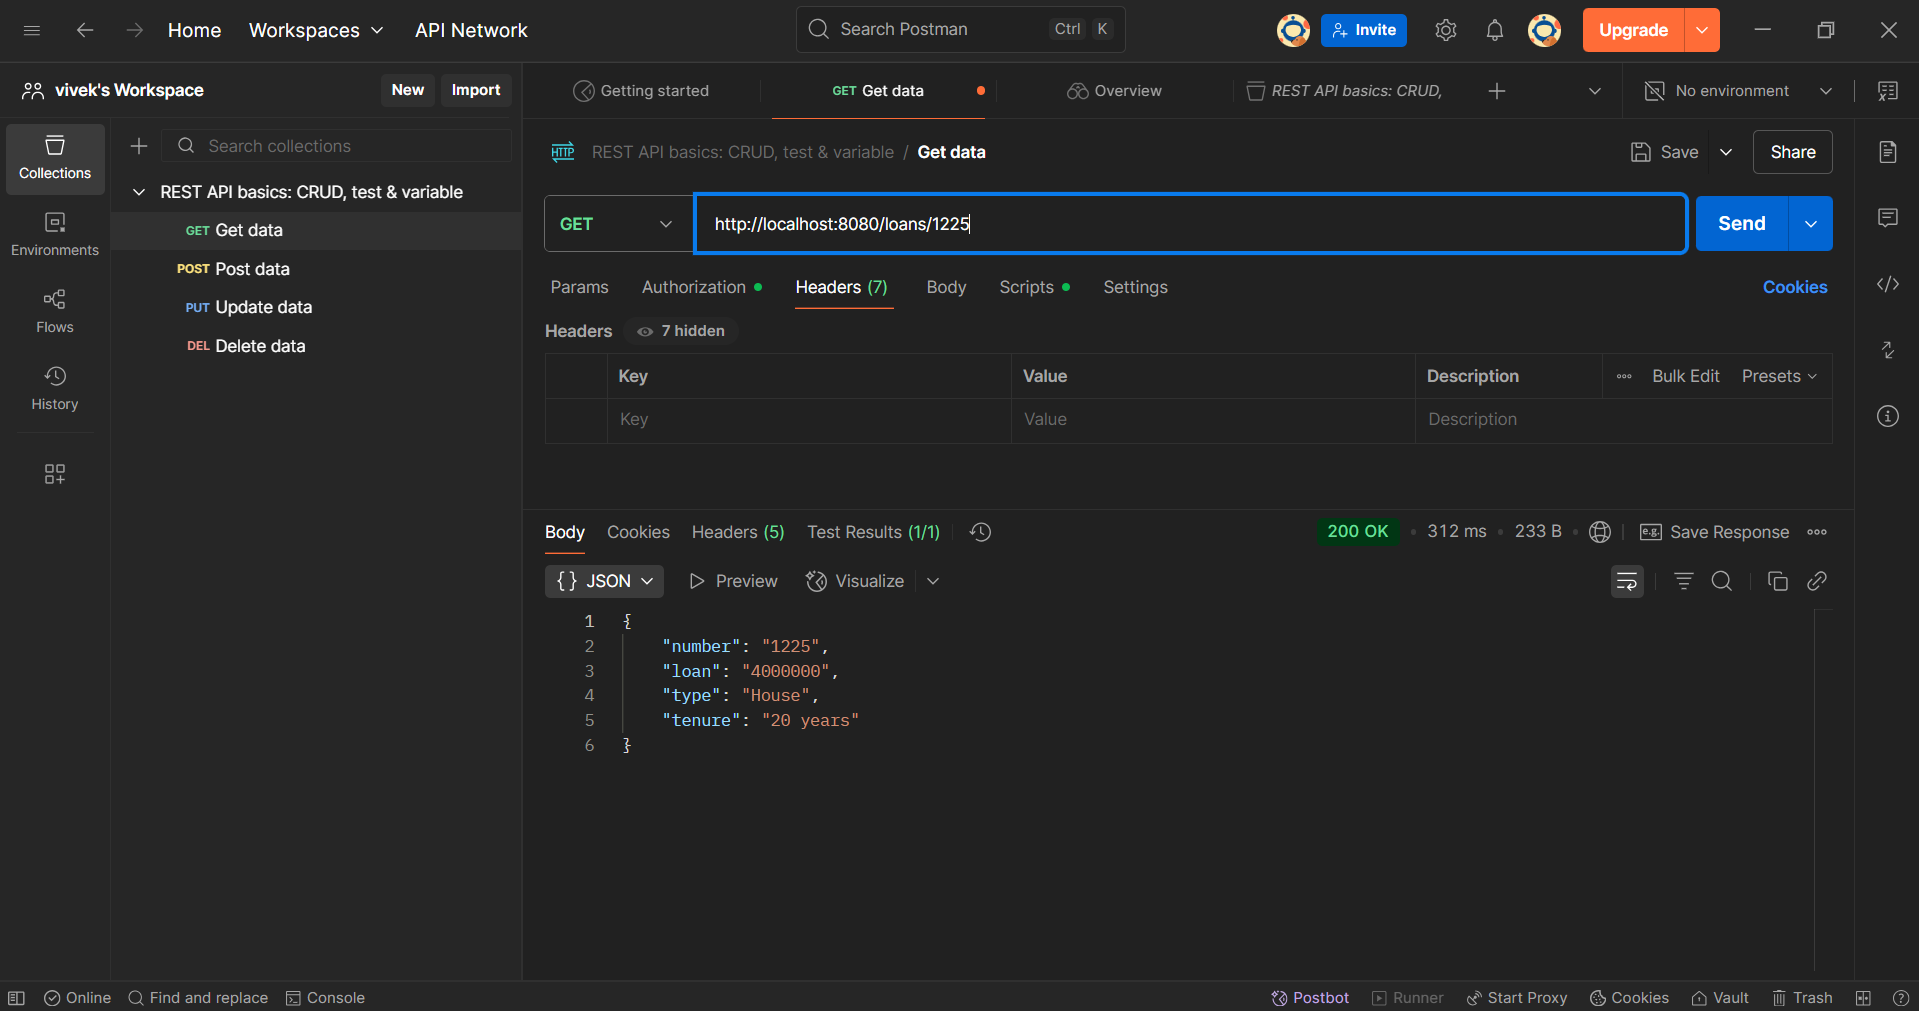 Home Workspaces API Network Search Postman Ctrl K Invite Upgrade
vivek's Workspace New Import Getting started GET Get data Overview REST API basics: CRUD, No environment
Search collections REST API basics: CRUD, test & variable / Get data Save Share
Collections
REST API basics: CRUD, test & variable
GET Get data GET http://localhost:8080/loans/1225 Send
Environments
POST Post data
PUT Update data Params Authorization Headers (7) Body Scripts Settings Cookies
Flows
DEL Delete data Headers 7 hidden
History
Key Value Description Bulk Edit Presets
Key Value Description
Body Cookies Headers (5) Test Results (1/1) 200 OK 312 ms 233 B e.g. Save Response
{} JSON Preview Visualize
1 {
2 "number": "1225",
3 "loan": "4000000",
4 "type": "House",
5 "tenure": "20 years"
6 }
Online Find and replace Console Postbot Runner Start Proxy Cookies Vault Trash